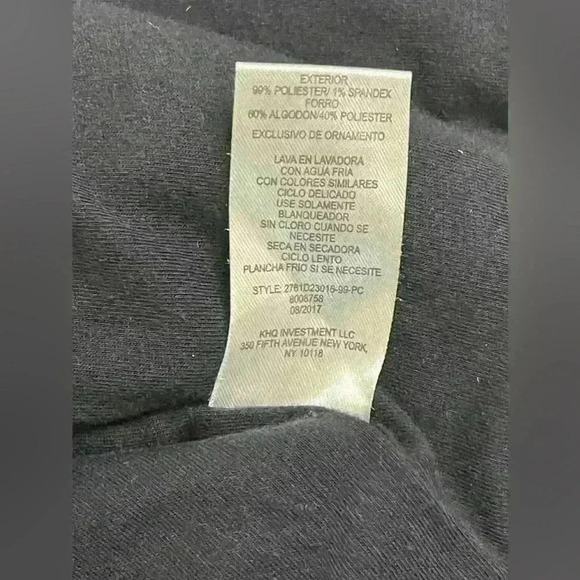 EXTERIOR
99% POLIESTER/ 1% SPANDEX
FORRO
60% ALGODON/40% POLIESTER
EXCLUSIVO DE ORNAMENTO
LAVA EN LAVADORA
CON AGUA FRIA
CON COLORES SIMILARES
CICLO DELICADO
USE SOLAMENTE
BLANQUEADOR
SIN CLORO CUANDO SE
NECESITE
SECA EN SECADORA
CICLO LENTO
PLANCHA FRIO SI SE NECESITE
STYLE: 2761D23016-99-PC
8008758
08/2017
KHQ INVESTMENT LLC
350 FIFTH AVENUE NEW YORK,
NY 10118